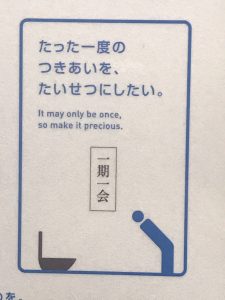 たった一度の
つきあいを、
たいせつにしたい。
It may only be once,
so make it precious.
一期一会
を。